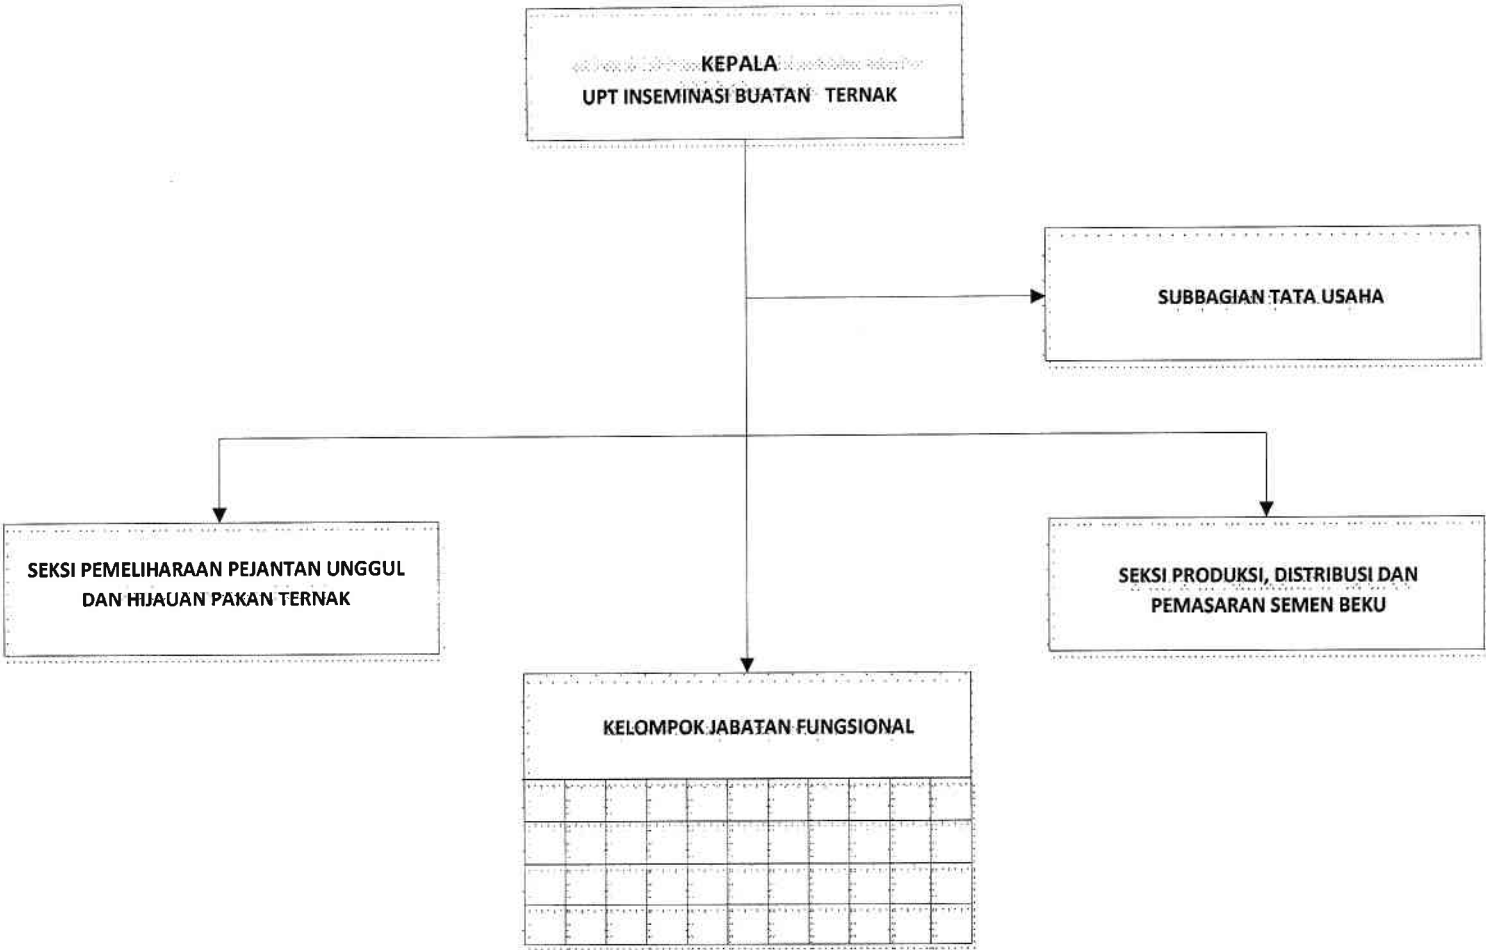 KEPALA
UPT INSEMINASI BUATAN TERNAK
SUBBAGIAN TATA USAHA
SEKSI PEMELIHARAAN PEJANTAN UNGGUL
DAN HIJAUAN PAKAN TERNAK
SEKSI PRODUKSI, DISTRIBUSI DAN
PEMASARAN SEMEN BEKU
KELOMPOK JABATAN FUNGSIONAL